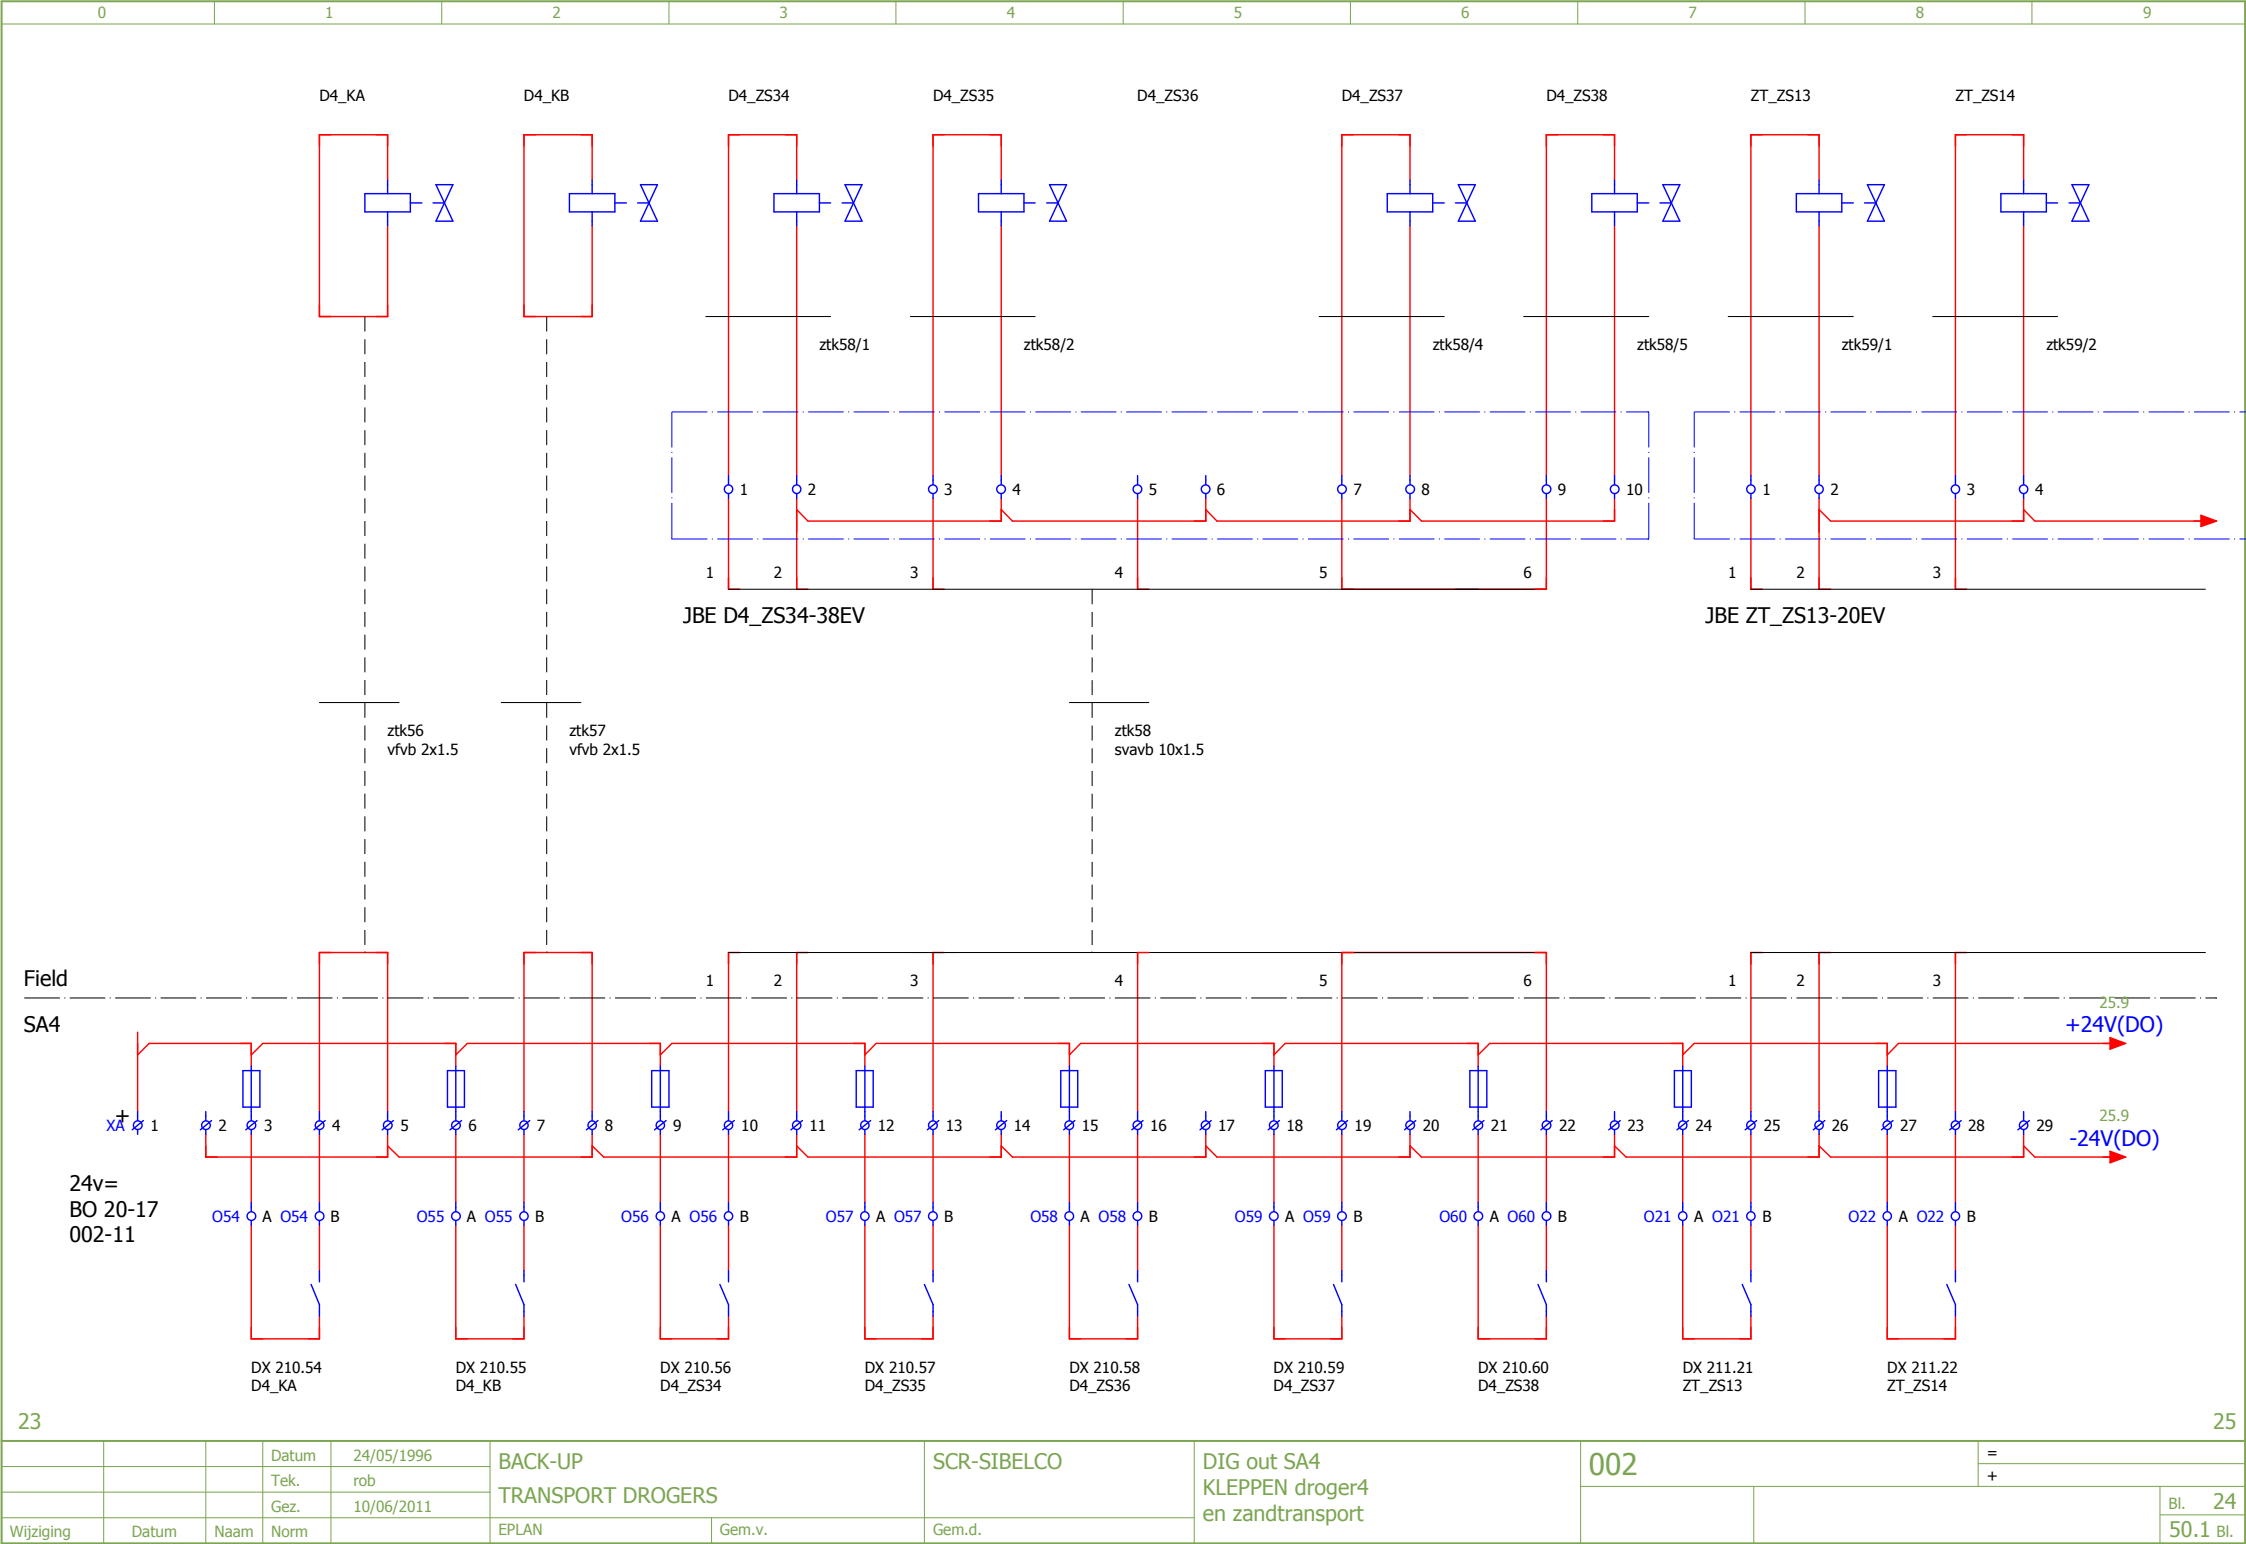 0 1 2 3 4 5 6 7 8 9
D4_KA D4_KB D4_ZS34 D4_ZS35 D4_ZS36 D4_ZS37 D4_ZS38 ZT_ZS13 ZT_ZS14
ztk58/1 ztk58/2 ztk58/4 ztk58/5 ztk59/1 ztk59/2
1 2 3 4 5 6 7 8 9 10 1 2 3 4
1 2 3 4 5 6 1 2 3
JBE D4_ZS34-38EV JBE ZT_ZS13-20EV
ztk56 ztk57 ztk58
vfvb 2x1.5 vfvb 2x1.5 svavb 10x1.5
Field 1 2 3 4 5 6 1 2 3
25.9
SA4 +24V(DO)
+ 25.9
XA 1 2 3 4 5 6 7 8 9 10 11 12 13 14 15 16 17 18 19 20 21 22 23 24 25 26 27 28 29
-24V(DO)
24v=
BO 20-17
002-11
O54 A O54 B O55 A O55 B O56 A O56 B O57 A O57 B O58 A O58 B O59 A O59 B O60 A O60 B O21 A O21 B O22 A O22 B
DX 210.54 DX 210.55 DX 210.56 DX 210.57 DX 210.58 DX 210.59 DX 210.60 DX 211.21 DX 211.22
D4_KA D4_KB D4_ZS34 D4_ZS35 D4_ZS36 D4_ZS37 D4_ZS38 ZT_ZS13 ZT_ZS14
23 25
Datum 24/05/1996
Tek. rob
Gez. 10/06/2011
Wijziging Datum Naam Norm
BACK-UP
TRANSPORT DROGERS
EPLAN Gem.v.
SCR-SIBELCO
Gem.d.
DIG out SA4
KLEPPEN droger4
en zandtransport
002
=
+
Bl. 24
50.1 Bl.